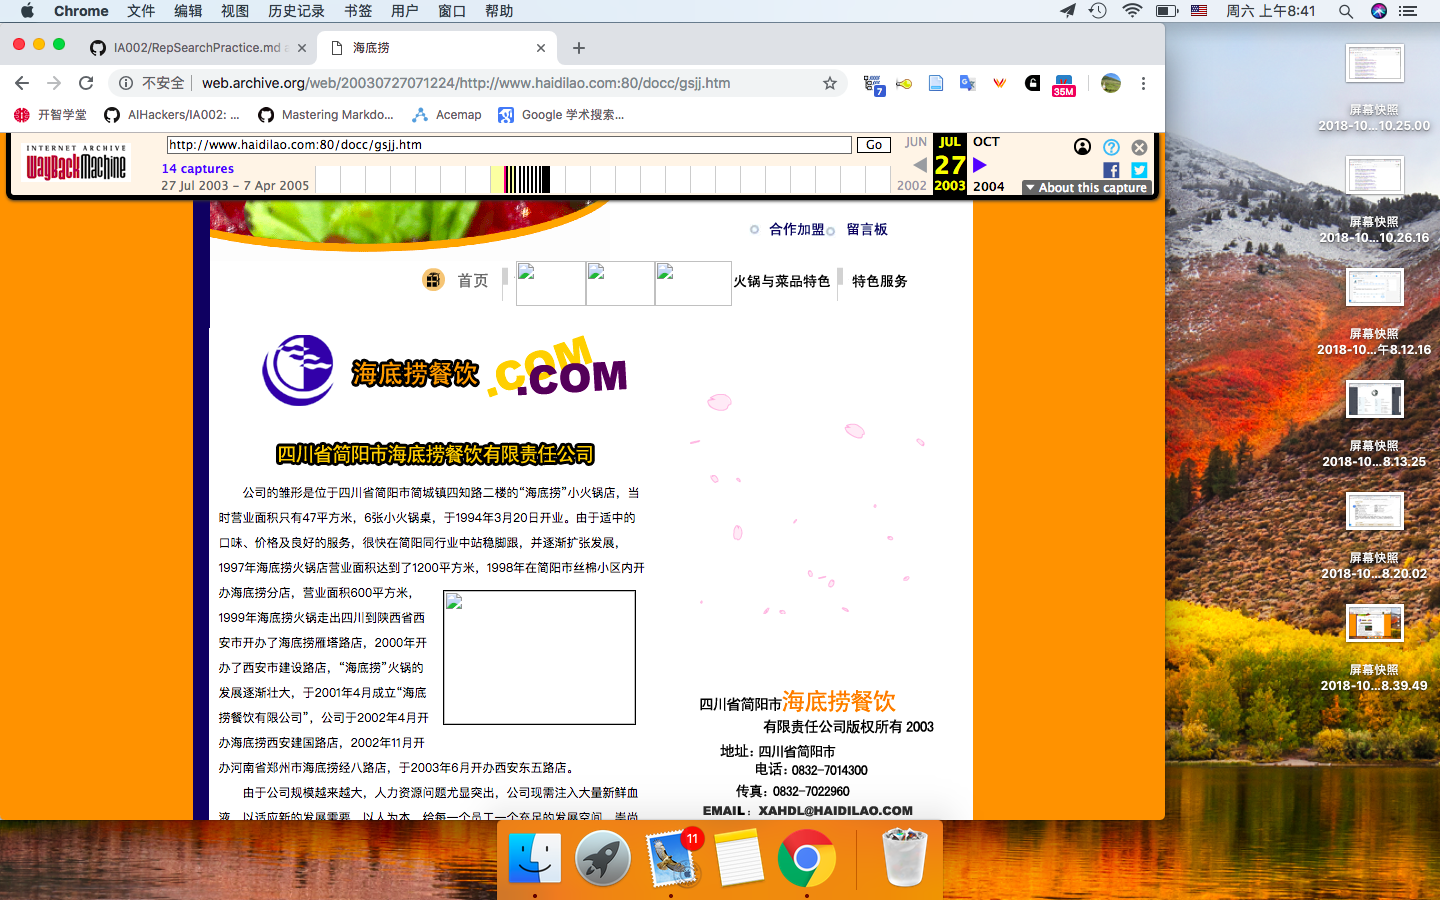 Chrome 文件 编辑 视图 历史记录 书签 用户 窗口 帮助 周六 上午8:41
IA002/RepSearchPractice.md a
海底捞
不安全 | web.archive.org/web/20030727071224/http://www.haidilao.com:80/docc/gsjj.htm
7
35M
开智学堂 AIHackers/IA002: ... Mastering Markdo... Acemap Google 学术搜索...
INTERNET ARCHIVE
WayBackMachine
http://www.haidilao.com:80/docc/gsjj.htm Go
14 captures
27 Jul 2003 – 7 Apr 2005
JUN JUL OCT
27
2002 2003 2004
About this capture
合作加盟 留言板
首页 火锅与菜品特色 特色服务
海底捞餐饮 .COM
.COM
四川省简阳市海底捞餐饮有限责任公司
公司的雏形是位于四川省简阳市简城镇四知路二楼的“海底捞”小火锅店，当
时营业面积只有47平方米，6张小火锅桌，于1994年3月20日开业。由于适中的
口味、价格及良好的服务，很快在简阳同行业中站稳脚跟，并逐渐扩张发展，
1997年海底捞火锅店营业面积达到了1200平方米，1998年在简阳市丝棉小区内开
办海底捞分店，营业面积600平方米，
1999年海底捞火锅走出四川到陕西省西
安市开办了海底捞雁塔路店，2000年开
办了西安市建设路店，“海底捞”火锅的
发展逐渐壮大，于2001年4月成立“海底
捞餐饮有限公司”，公司于2002年4月开
办海底捞西安建国路店，2002年11月开
办河南省郑州市海底捞经八路店，于2003年6月开办西安东五路店。
由于公司规模越来越大，人力资源问题尤显突出，公司现需注入大量新鲜血
液，以适应新的发展需要，以人为本，给每一个员工一个充足的发展空间，崇尚
四川省简阳市海底捞餐饮
有限责任公司版权所有 2003
地址：四川省简阳市
电话：0832-7014300
传真：0832-7022960
EMAIL：XAHDL@HAIDILAO.COM
屏幕快照
2018-10...10.25.00
屏幕快照
2018-10...10.26.16
屏幕快照
2018-10...午8.12.16
屏幕快照
2018-10...8.13.25
屏幕快照
2018-10...8.20.02
屏幕快照
2018-10...8.39.49
11